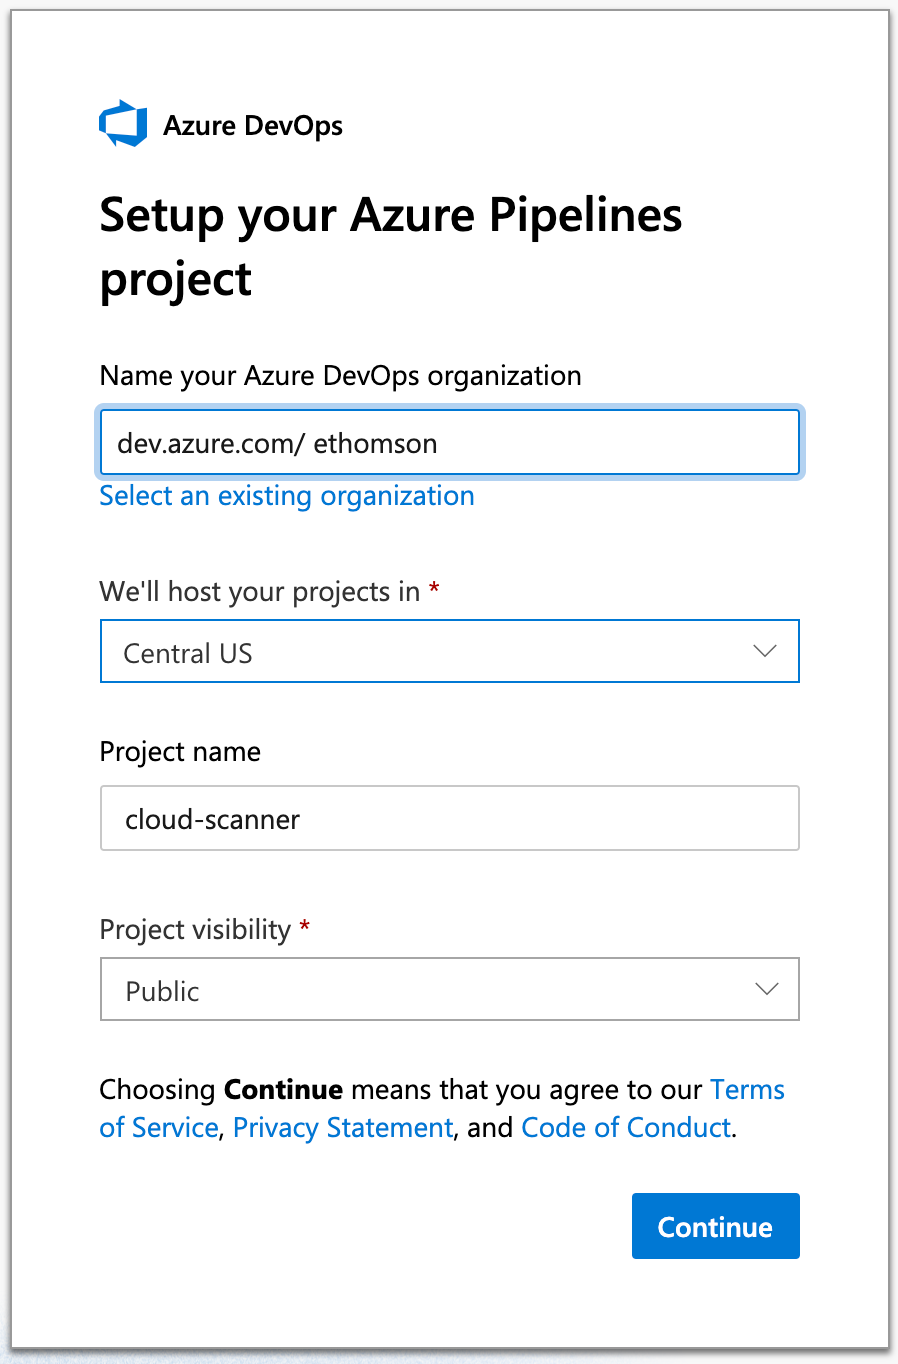 Azure DevOps
Setup your Azure Pipelines
project
Name your Azure DevOps organization
dev.azure.com/ ethomson
Select an existing organization
We'll host your projects in *
Central US
Project name
cloud-scanner
Project visibility *
Public
Choosing Continue means that you agree to our Terms
of Service, Privacy Statement, and Code of Conduct.
Continue